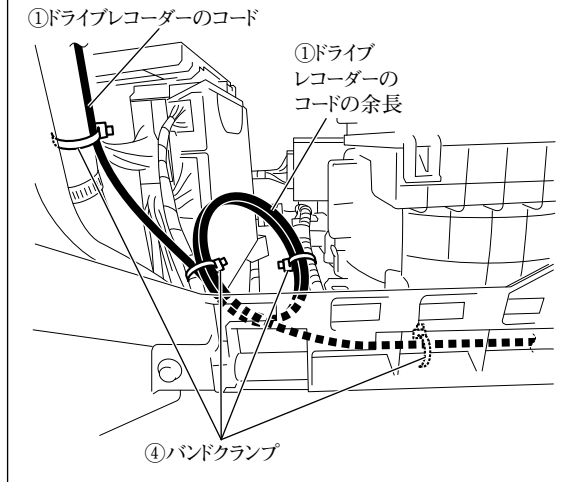 ①ドライブレコーダーのコード
①ドライブ
レコーダーの
コードの余長
④バンドクランプ